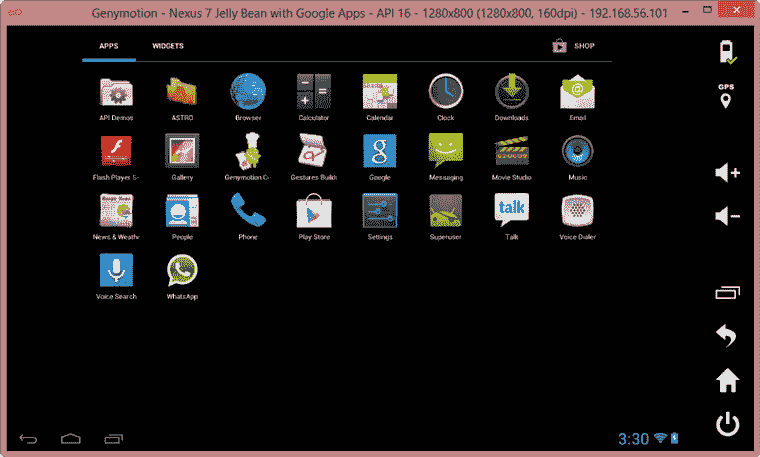 Genymotion - Nexus 7 Jelly Bean with Google Apps - API 16 - 1280x800 (1280x800, 160dpi) - 192.168.56.101
APPS WIDGETS SHOP
GPS
API Demos ASTRO Browser Calculator Calendar Clock Downloads Email
Flash Player S- Gallery Genymotion C- Gestures Builde Google Messaging Movie Studio Music
News & Weathe People Phone Play Store Settings Superuser Talk Voice Dialer
talk
Voice Search WhatsApp
3:30